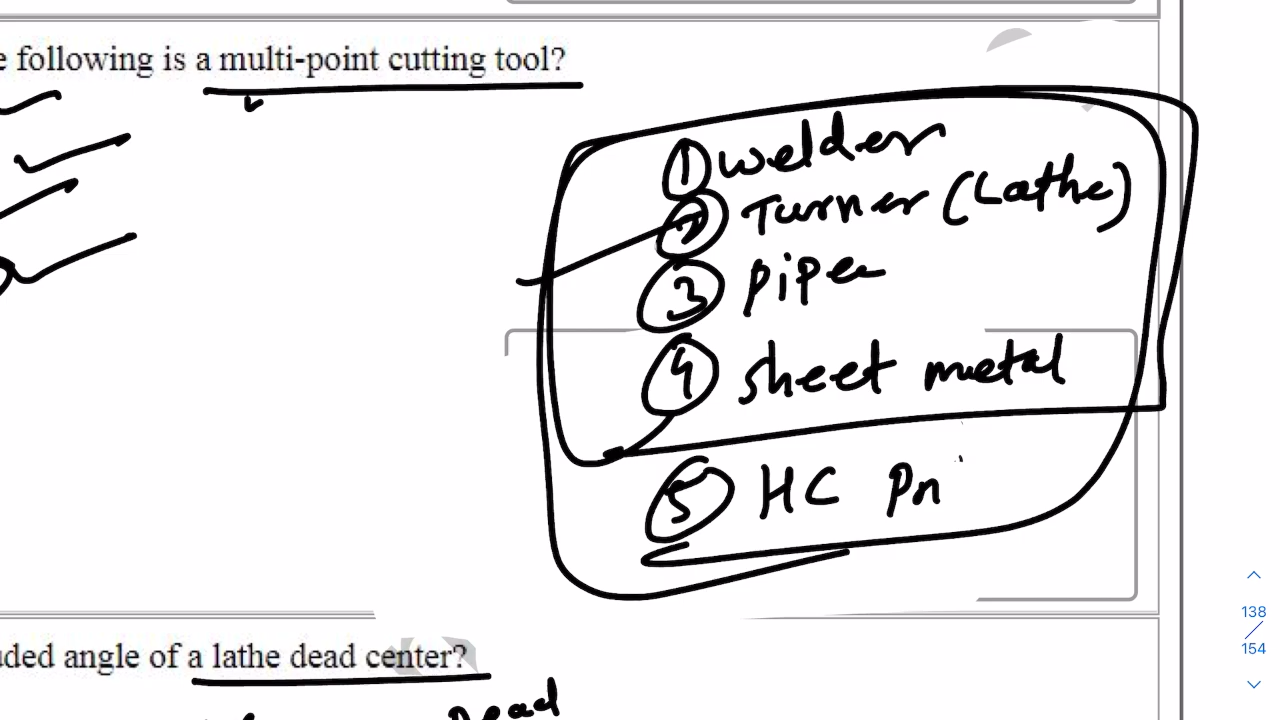 e following is a multi-point cutting tool?
① welder
② Turner (Lathe)
③ pipe
④ sheet metal
⑤ HC Pn
138
154
uded angle of a lathe dead center?
Dead